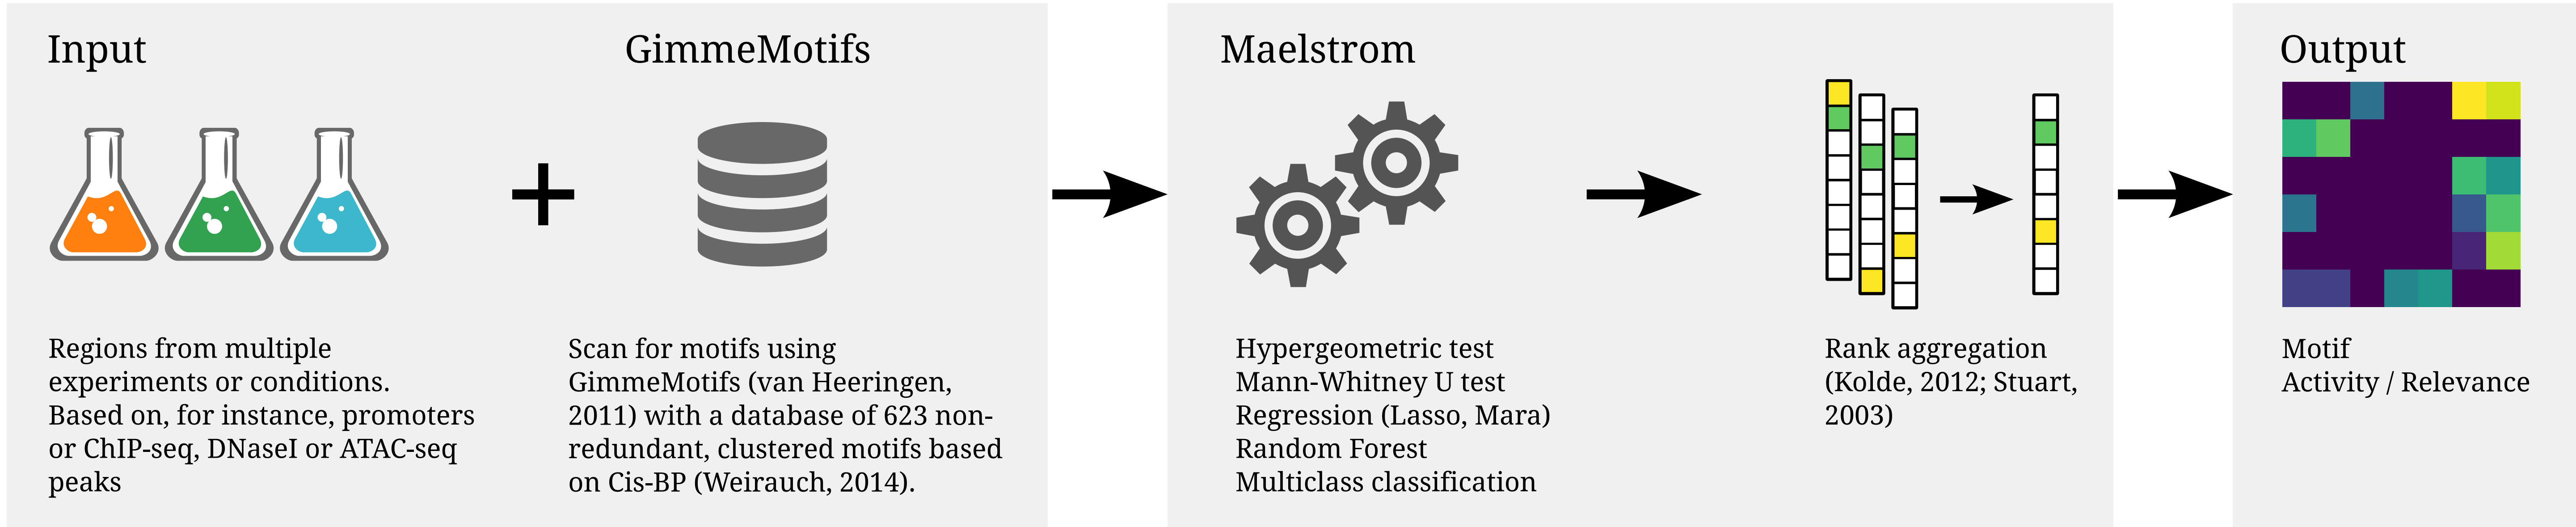 Input
Regions from multiple
experiments or conditions.
Based on, for instance, promoters
or ChIP-seq, DNaseI or ATAC-seq
peaks
GimmeMotifs
Scan for motifs using
GimmeMotifs (van Heeringen,
2011) with a database of 623 non-
redundant, clustered motifs based
on Cis-BP (Weirauch, 2014).
Maelstrom
Hypergeometric test
Mann-Whitney U test
Regression (Lasso, Mara)
Random Forest
Multiclass classification
Rank aggregation
(Kolde, 2012; Stuart,
2003)
Output
Motif
Activity / Relevance